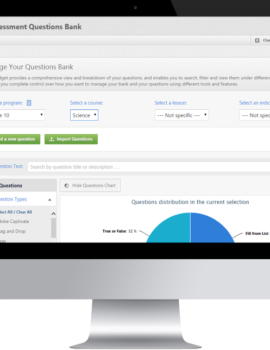 essment Questions Bank
Che
ge Your Questions Bank
dget provides a comprehensive view and breakdown of your questions, and enables you to search, filter and view them under different
you complete control over how you want to manage your bank and your questions using different tools and features.
e program:
Select a course:
Select a lesson:
Select an indic
e 10
Science
--- Not specific ---
--- Not spec
d a new question
Import Questions
estion Text:
Search by question title or description . . . .
Questions
Hide Questions Chart
estion Types
ect All / Clear All
dobe Captivate
ag and Drop
Questions distribution in the current selection
True or False: 32 %
Fill from List: